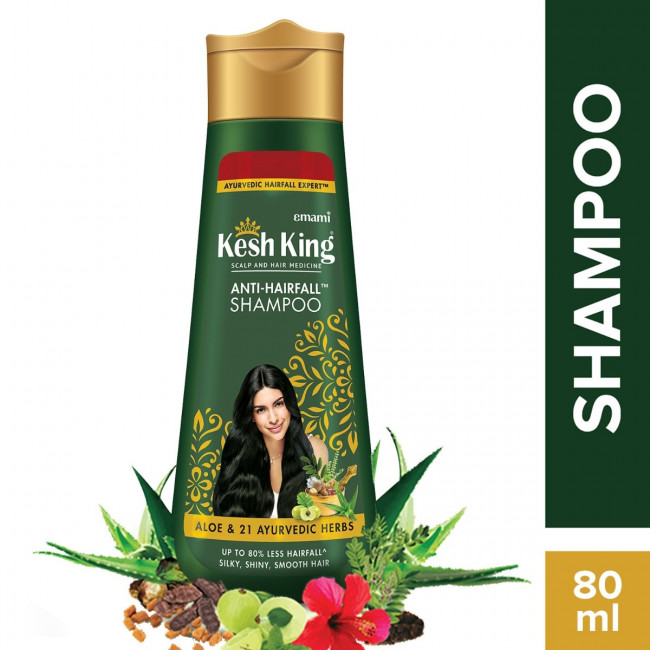 AYURVEDIC HAIRFALL EXPERT™
emami
Kesh King®
SCALP AND HAIR MEDICINE
ANTI-HAIRFALL™
SHAMPOO
ALOE & 21 AYURVEDIC HERBS
UP TO 80% LESS HAIRFALL^
SILKY, SHINY, SMOOTH HAIR
SHAMPOO
80
ml